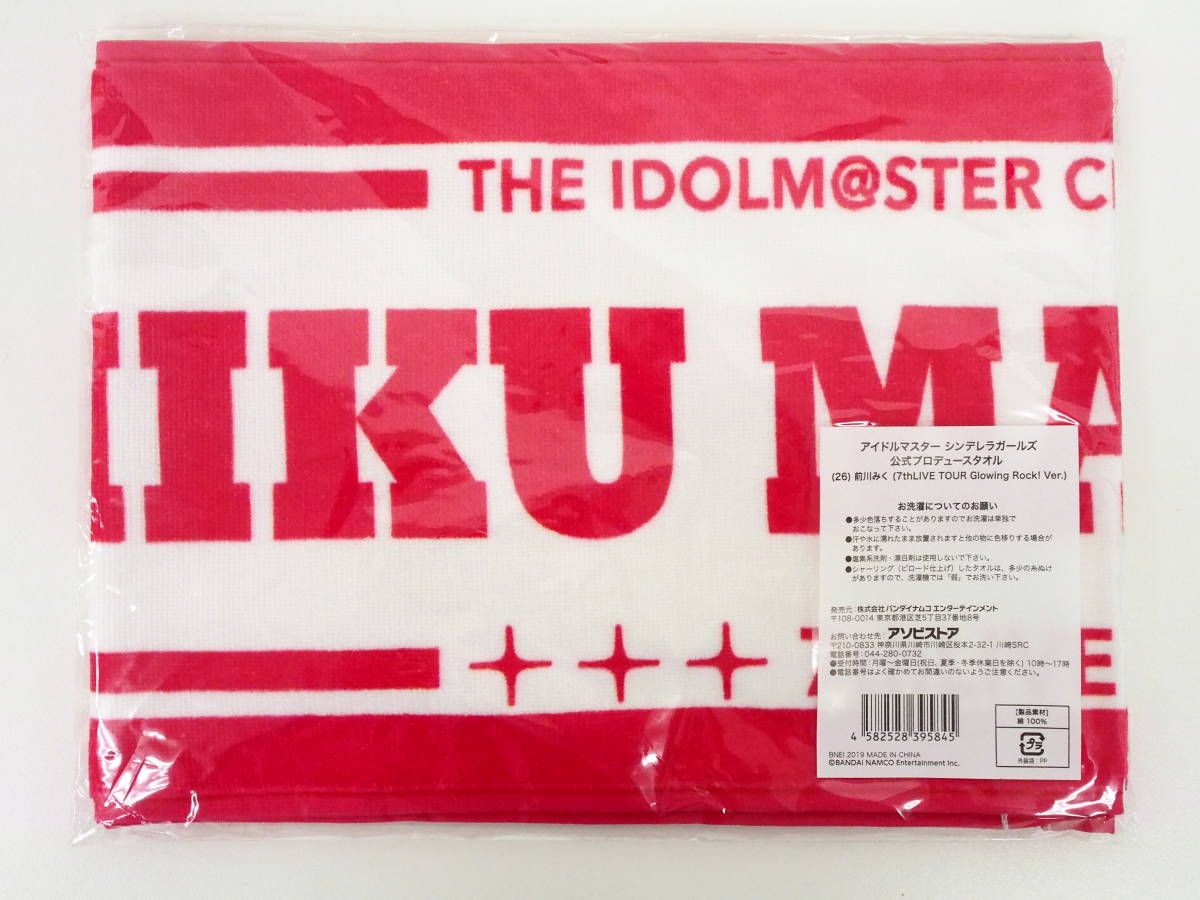 THE IDOLM@STER C
IKU MA
アイドルマスター シンデレラガールズ
公式プロデュースタオル
(26) 前川みく (7thLIVE TOUR Glowing Rock! Ver.)
お洗濯についてのお願い
●多少色落ちすることがありますのでお洗濯は単独で
おこなって下さい。
●汗や水に濡れたまま放置されますと他の物に色移りする場合が
あります。
●塩素系洗剤・漂白剤は使用しないで下さい。
●シャーリング(ビロード仕上げ)したタオルは、多少の糸ぬけ
がありますので、洗濯機では「弱」でお洗い下さい。
発売元:株式会社バンダイナムコエンターテインメント
〒108-0014 東京都港区芝5丁目37番地8号
お問い合わせ先:アソビストア
〒210-0833 神奈川県川崎市川崎区桜本2-32-1 川崎SRC
電話番号:044-280-0732
●受付時間:月曜〜金曜日(祝日、夏季・冬季休業日を除く) 10時〜17時
●電話番号はよく確かめてお間違いのないようご注意ください。
4 582528 395845
BNEI 2019 MADE IN CHINA
©BANDAI NAMCO Entertainment Inc.
[製品素材]
綿 100%
プラ
外装袋:PP